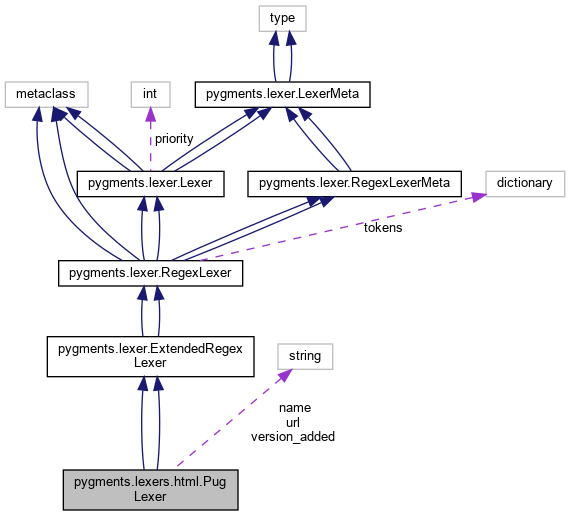 type
metaclass
int
pygments.lexer.LexerMeta
priority
pygments.lexer.Lexer
pygments.lexer.RegexLexerMeta
dictionary
tokens
pygments.lexer.RegexLexer
pygments.lexer.ExtendedRegex
Lexer
string
name
url
version_added
pygments.lexers.html.Pug
Lexer